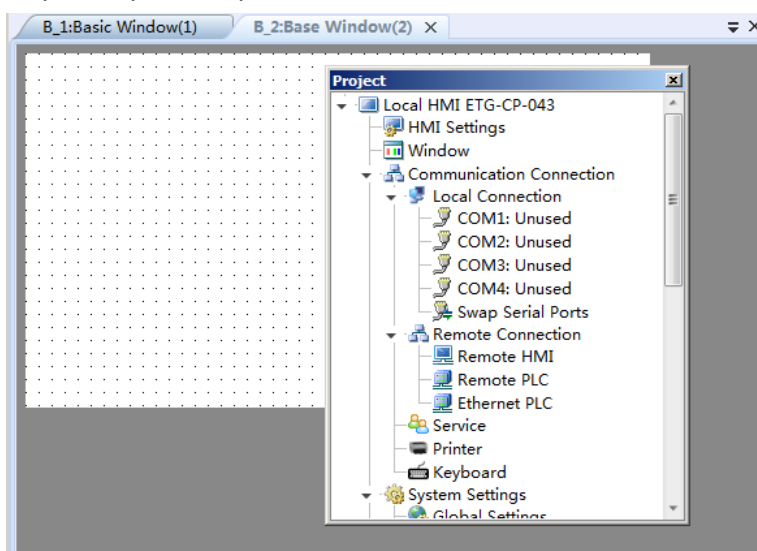 B_1:Basic Window(1) B_2:Base Window(2)
Project
Local HMI ETG-CP-043
HMI Settings
Window
Communication Connection
Local Connection
COM1: Unused
COM2: Unused
COM3: Unused
COM4: Unused
Swap Serial Ports
Remote Connection
Remote HMI
Remote PLC
Ethernet PLC
Service
Printer
Keyboard
System Settings
Global Settings